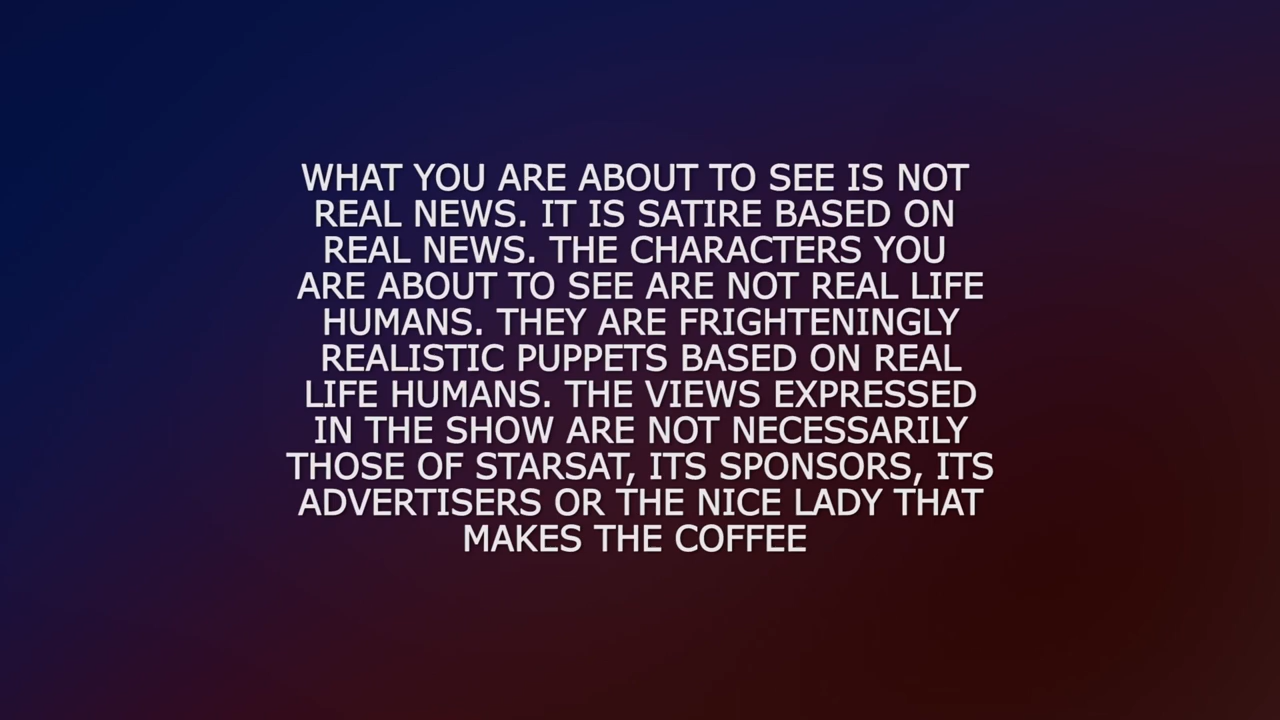 WHAT YOU ARE ABOUT TO SEE IS NOT
REAL NEWS. IT IS SATIRE BASED ON
REAL NEWS. THE CHARACTERS YOU
ARE ABOUT TO SEE ARE NOT REAL LIFE
HUMANS. THEY ARE FRIGHTENINGLY
REALISTIC PUPPETS BASED ON REAL
LIFE HUMANS. THE VIEWS EXPRESSED
IN THE SHOW ARE NOT NECESSARILY
THOSE OF STARSAT, ITS SPONSORS, ITS
ADVERTISERS OR THE NICE LADY THAT
MAKES THE COFFEE